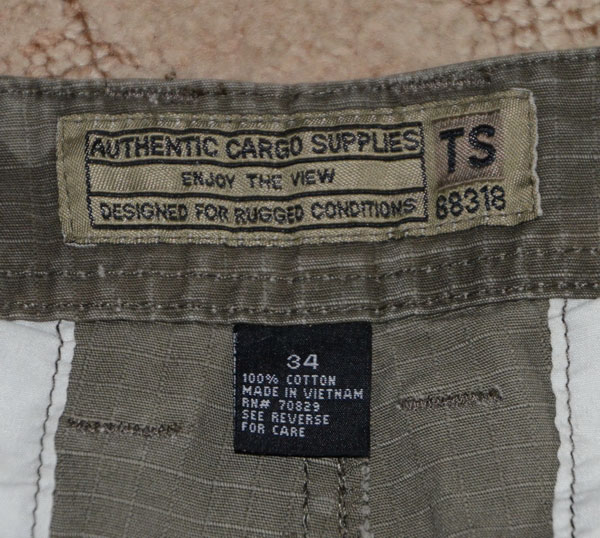 AUTHENTIC CARGO SUPPLIES
ENJOY THE VIEW
DESIGNED FOR RUGGED CONDITIONS
TS
88318
34
100% COTTON
MADE IN VIETNAM
RN# 70829
SEE REVERSE
FOR CARE